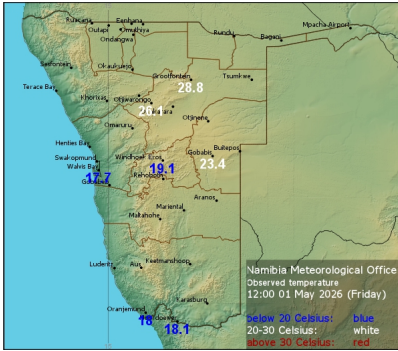 Ruacana
Eenhana
Outapi
Omuthiya
Ondangwa
Rundu
Bagani
Mpacha Airport
Sesfontein
Okaukuejo
Grootfontein
Tsumkwe
Terace Bay
28.8
Khorixas
Otjiwarongo
26.1
Omaruru
Otjinene
Henties Bay
Swakopmund
Walvis Bay
Windhoek
Gobabis
Buitepos
17.7
19.1
23.4
Rehoboth
Aranos
Mariental
Maltahohe
Luderitz
Aus
Keetmanshoop
Karasburg
Oranjemund
18
18.1
Namibia Meteorological Office
Observed temperature
12:00 01 May 2026 (Friday)
below 20 Celsius: blue
20-30 Celsius: white
above 30 Celsius: red